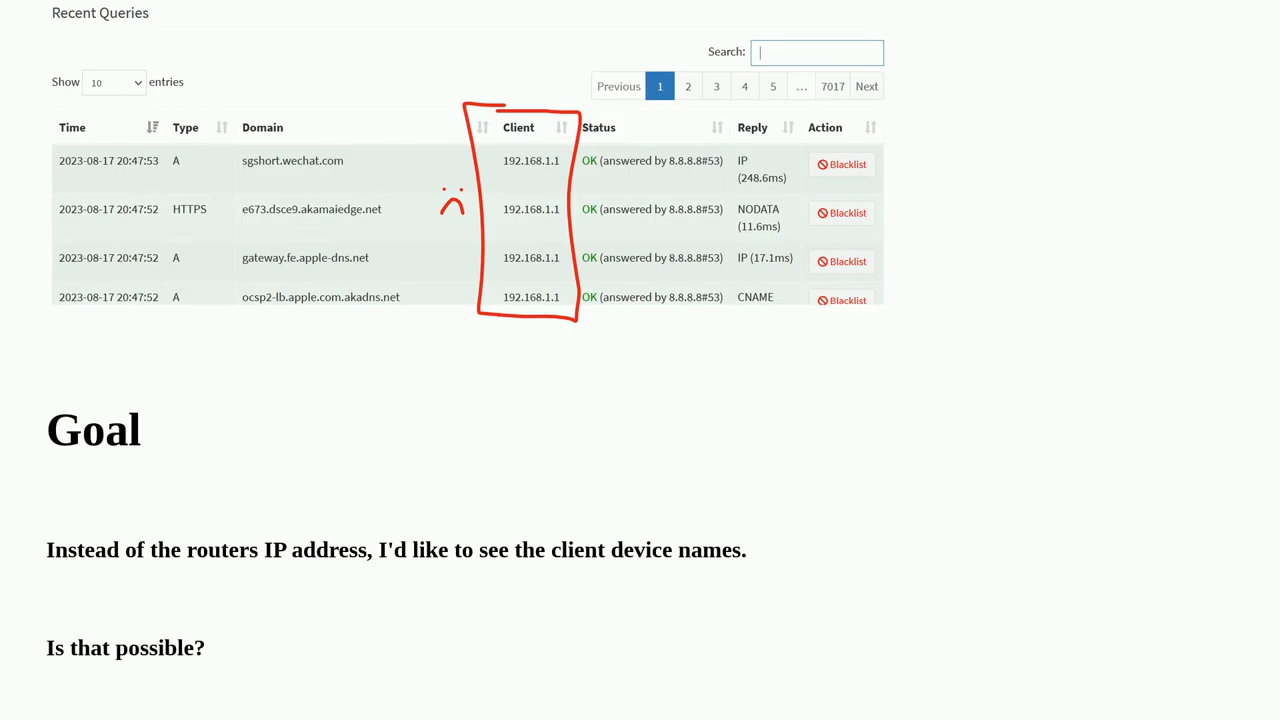 Recent Queries
Search:
Show 10 entries
Previous 1 2 3 4 5 ... 7017 Next
Time Type Domain Client Status Reply Action
2023-08-17 20:47:53 A sgshort.wechat.com 192.168.1.1 OK (answered by 8.8.8.8#53) IP (248.6ms) Blacklist
2023-08-17 20:47:52 HTTPS e673.dsce9.akamaiedge.net 192.168.1.1 OK (answered by 8.8.8.8#53) NODATA (11.6ms) Blacklist
2023-08-17 20:47:52 A gateway.fe.apple-dns.net 192.168.1.1 OK (answered by 8.8.8.8#53) IP (17.1ms) Blacklist
2023-08-17 20:47:52 A ocsp2-lb.apple.com.akadns.net 192.168.1.1 OK (answered by 8.8.8.8#53) CNAME Blacklist
Goal
Instead of the routers IP address, I'd like to see the client device names.
Is that possible?